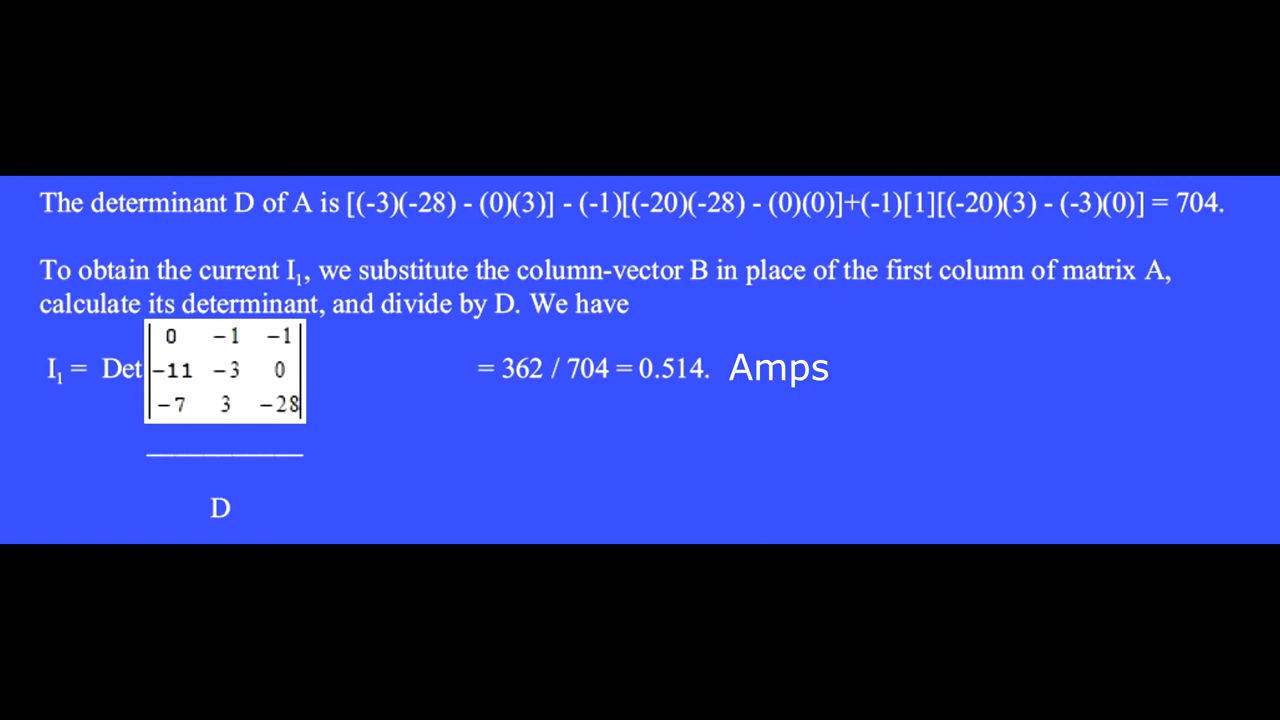 The determinant D of A is [(-3)(-28) - (0)(3)] - (-1)[(-20)(-28) - (0)(0)]+(-1)[1][(-20)(3) - (-3)(0)] = 704.
To obtain the current I₁, we substitute the column-vector B in place of the first column of matrix A,
calculate its determinant, and divide by D. We have
0 -1 -1
I₁ = Det -11 -3 0 = 362 / 704 = 0.514. Amps
-7 3 -28
D